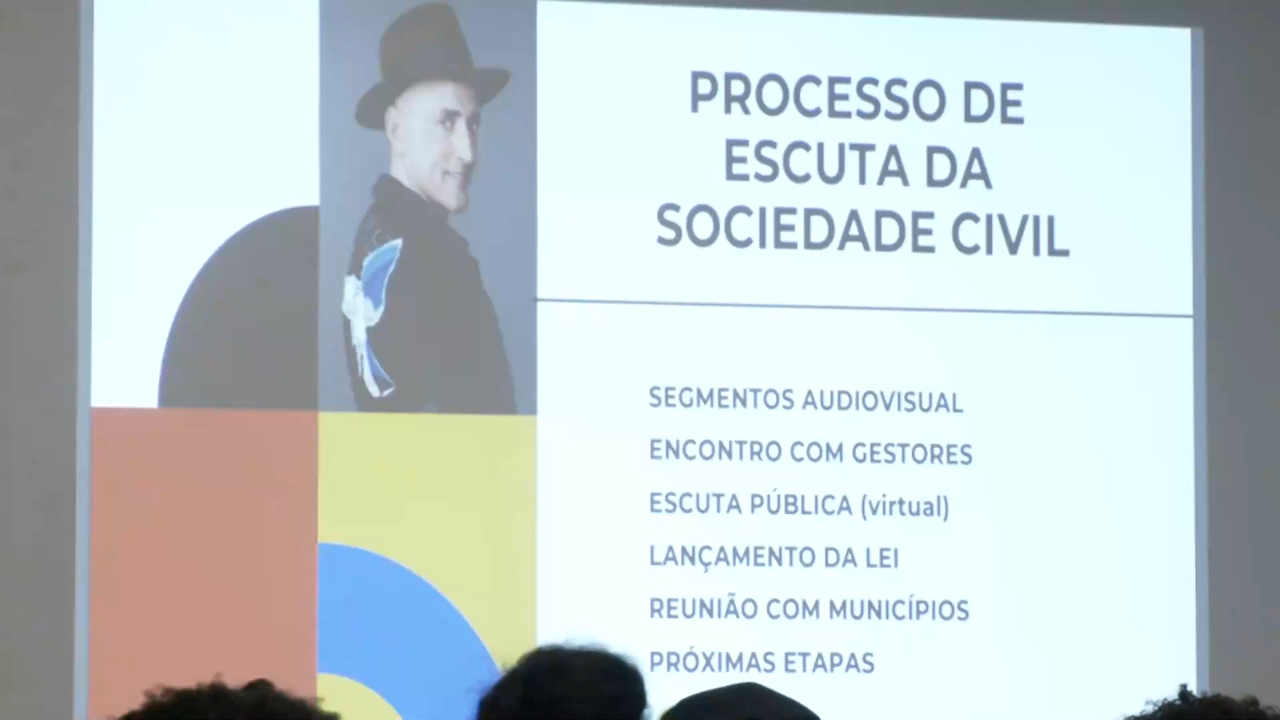 PROCESSO DE
ESCUTA DA
SOCIEDADE CIVIL
SEGMENTOS AUDIOVISUAL
ENCONTRO COM GESTORES
ESCUTA PÚBLICA (virtual)
LANÇAMENTO DA LEI
REUNIÃO COM MUNICÍPIOS
PRÓXIMAS ETAPAS